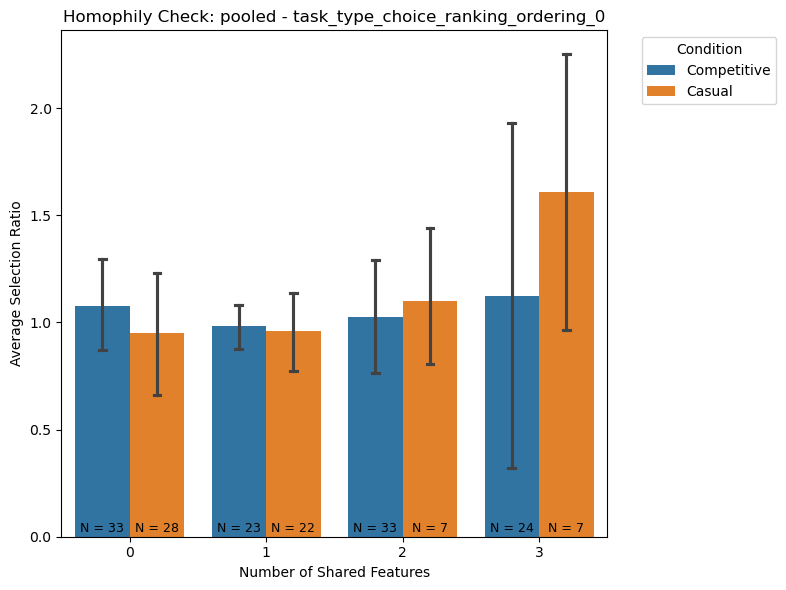 Homophily Check: pooled - task_type_choice_ranking_ordering_0
Condition
Competitive
Casual
Average Selection Ratio
2.0
1.5
1.0
0.5
0.0
N = 33 N = 28 N = 23 N = 22 N = 33 N = 7 N = 24 N = 7
0 1 2 3
Number of Shared Features